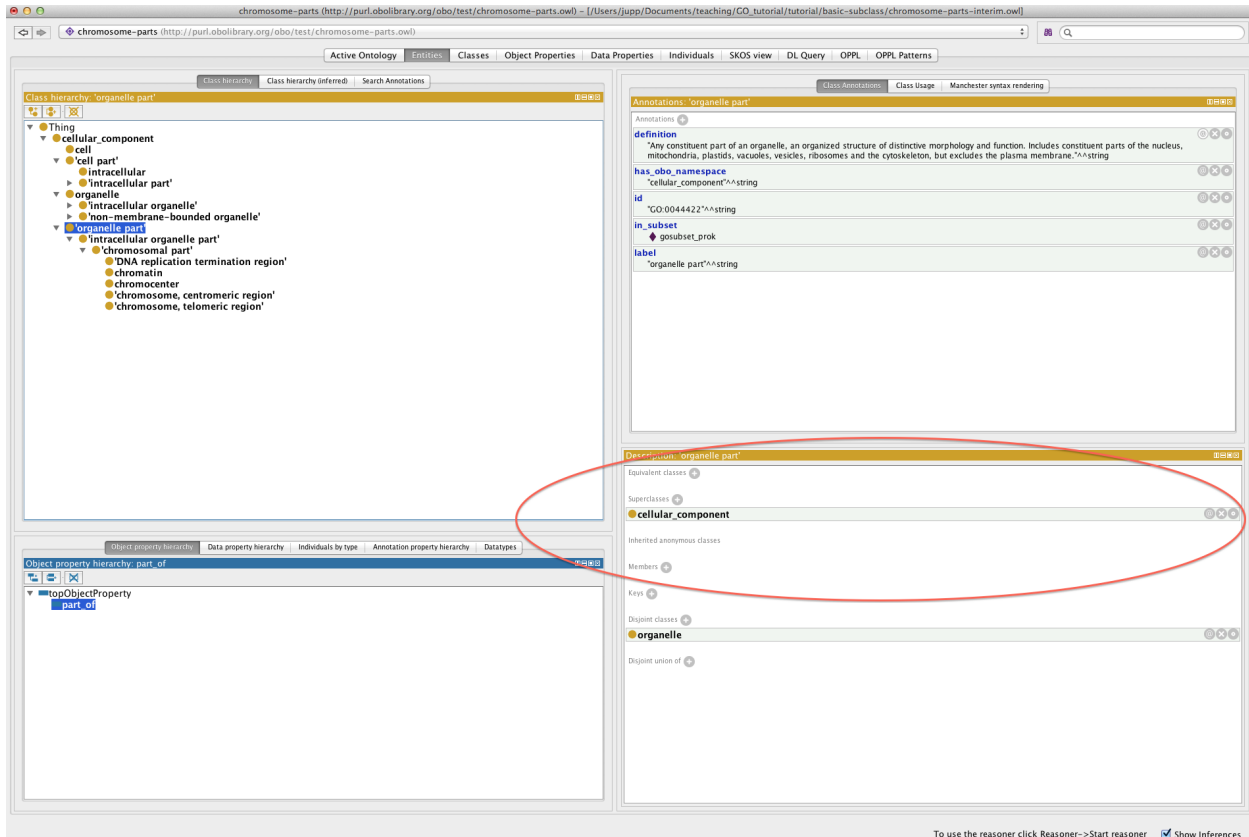 chromosome-parts (http://purl.obolibrary.org/obo/test/chromosome-parts.owl) – [/Users/jupp/Documents/teaching/GO_tutorial/tutorial/basic-subclass/chromosome-parts-interim.owl]
chromosome-parts (http://purl.obolibrary.org/obo/test/chromosome-parts.owl)
Active Ontology Entities Classes Object Properties Data Properties Individuals SKOS view DL Query OPPL OPPL Patterns
Class hierarchy Class hierarchy (inferred) Search Annotations
Class hierarchy: 'organelle part'
Thing
cellular_component
cell
'cell part'
intracellular
'intracellular part'
organelle
'intracellular organelle'
'non-membrane-bounded organelle'
'organelle part'
'intracellular organelle part'
'chromosomal part'
'DNA replication termination region'
chromatin
chromocenter
'chromosome, centromeric region'
'chromosome, telomeric region'
Object property hierarchy Data property hierarchy Individuals by type Annotation property hierarchy Datatypes
Object property hierarchy: part_of
topObjectProperty
part_of
Class Annotations Class Usage Manchester syntax rendering
Annotations: 'organelle part'
Annotations
definition
"Any constituent part of an organelle, an organized structure of distinctive morphology and function. Includes constituent parts of the nucleus,
mitochondria, plastids, vacuoles, vesicles, ribosomes and the cytoskeleton, but excludes the plasma membrane."^^string
has_obo_namespace
"cellular_component"^^string
id
"GO:0044422"^^string
in_subset
gosubset_prok
label
"organelle part"^^string
Description: 'organelle part'
Equivalent classes
Superclasses
cellular_component
Inherited anonymous classes
Members
Keys
Disjoint classes
organelle
Disjoint union of
To use the reasoner click Reasoner->Start reasoner Show Inferences